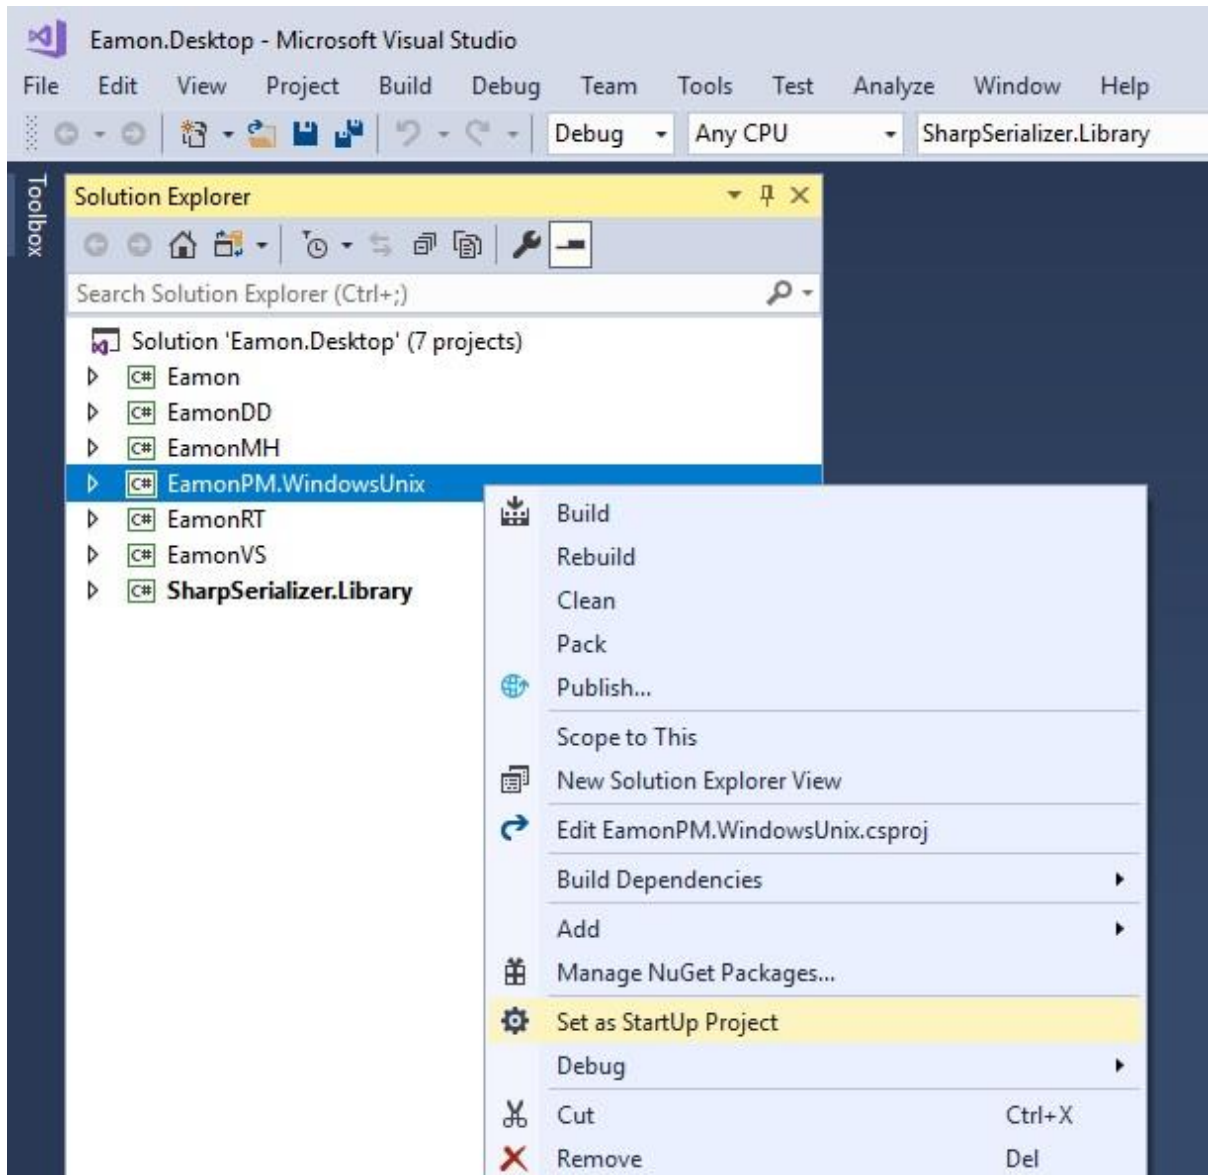 Eamon.Desktop - Microsoft Visual Studio
File Edit View Project Build Debug Team Tools Test Analyze Window Help
Debug Any CPU SharpSerializer.Library
Toolbox
Solution Explorer
Search Solution Explorer (Ctrl+;)
Solution 'Eamon.Desktop' (7 projects)
C# Eamon
C# EamonDD
C# EamonMH
C# EamonPM.WindowsUnix
C# EamonRT
C# EamonVS
C# SharpSerializer.Library
Build
Rebuild
Clean
Pack
Publish...
Scope to This
New Solution Explorer View
Edit EamonPM.WindowsUnix.csproj
Build Dependencies
Add
Manage NuGet Packages...
Set as StartUp Project
Debug
Cut Ctrl+X
Remove Del